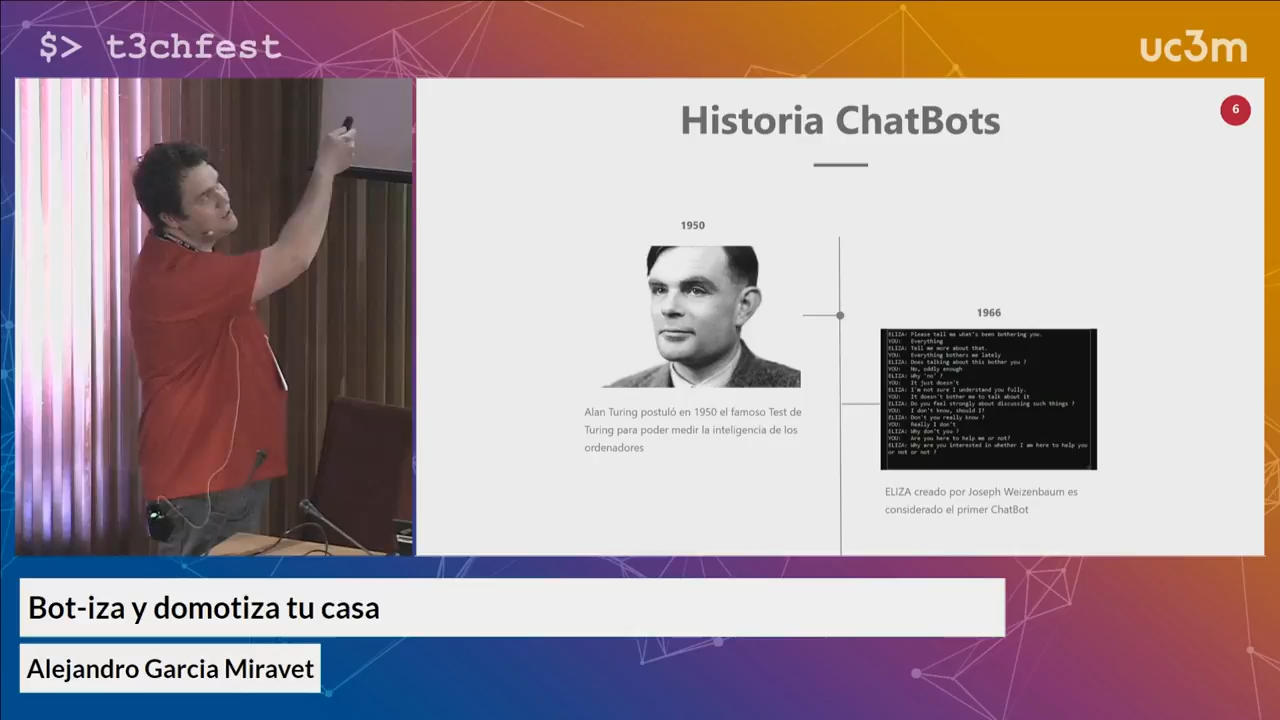 $> t3chfest
uc3m
Historia ChatBots
6
1950
Alan Turing postuló en 1950 el famoso Test de
Turing para poder medir la inteligencia de los
ordenadores
1966
ELIZA: Please tell me what's been bothering you.
YOU: Everything
ELIZA: Tell me more about that.
YOU: Everything bothers me lately
ELIZA: Does talking about this bother you ?
YOU: No, oddly enough
ELIZA: Why 'no' ?
YOU: It just doesn't
ELIZA: I'm not sure I understand you fully.
YOU: It doesn't bother me to talk about it
ELIZA: Do you feel strongly about discussing such things ?
YOU: I don't know, should I?
ELIZA: Don't you really know ?
YOU: Really I don't
ELIZA: Why don't you ?
YOU: Are you here to help me or not?
ELIZA: Why are you interested in whether I am here to help you
or not or not ?
ELIZA creado por Joseph Weizenbaum es
considerado el primer ChatBot
Bot-iza y domotiza tu casa
Alejandro Garcia Miravet